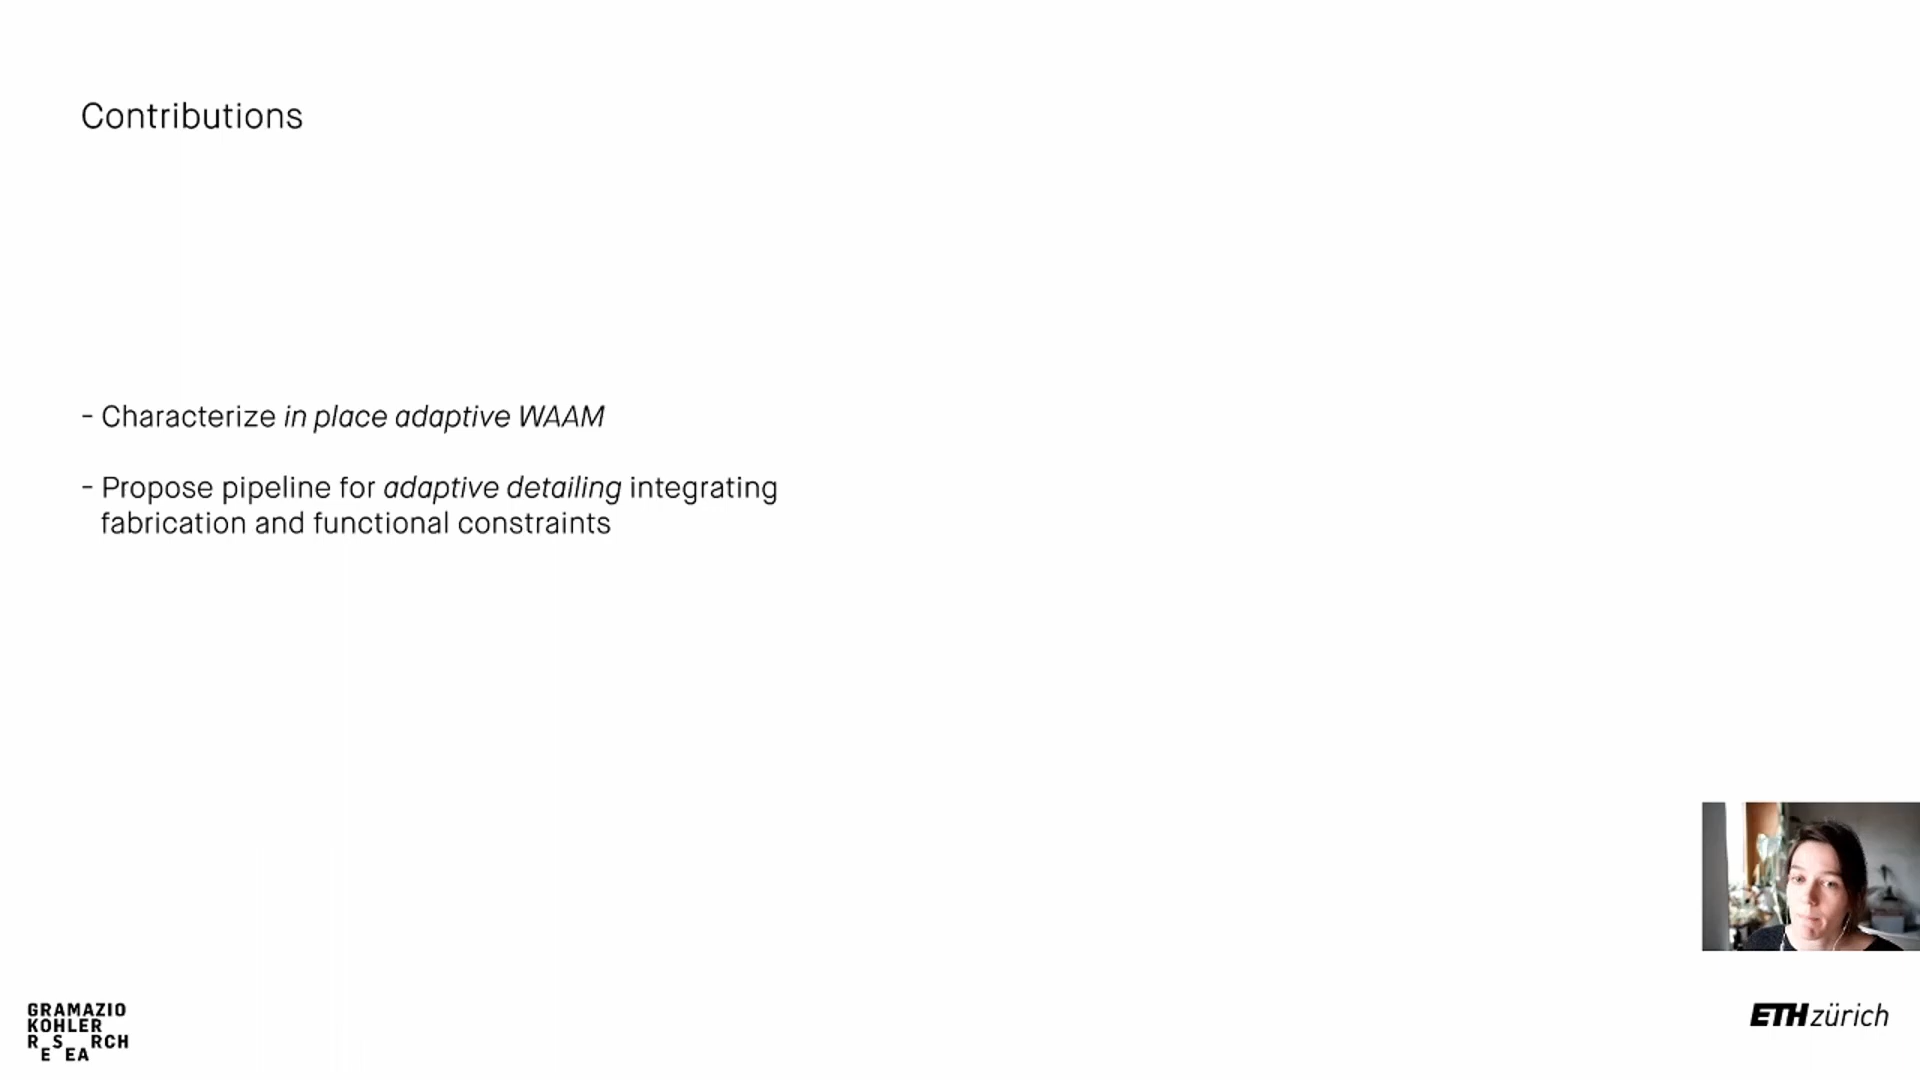 Contributions
- Characterize in place adaptive WAAM
- Propose pipeline for adaptive detailing integrating
fabrication and functional constraints
GRAMAZIO
KOHLER
RESEARCH
ETH zürich